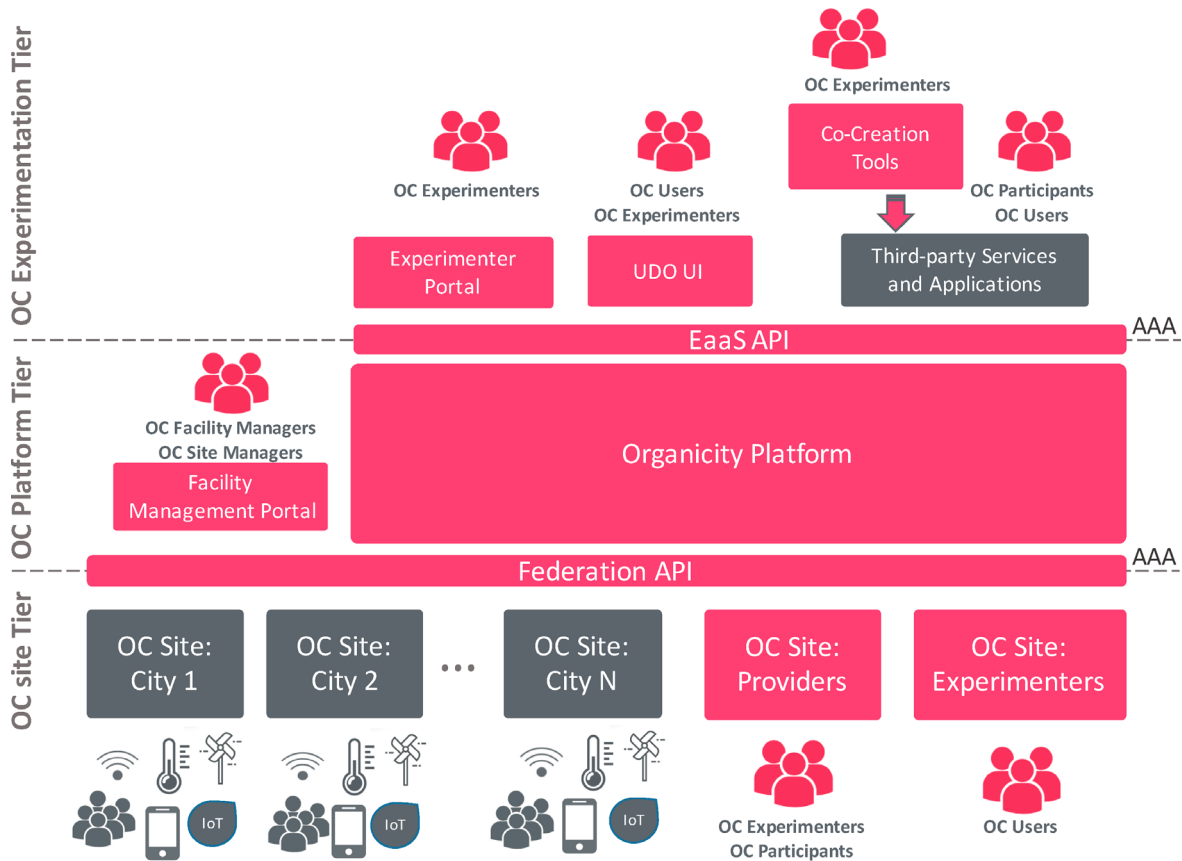 OC Experimentation Tier
OC Experimenters
Co-Creation
Tools
OC Experimenters
OC Users
OC Experimenters
OC Participants
OC Users
Experimenter
Portal
UDO UI
Third-party Services
and Applications
EaaS API
AAA
OC Platform Tier
OC Facility Managers
OC Site Managers
Facility
Management Portal
Organicity Platform
Federation API
AAA
OC site Tier
OC Site:
City 1
OC Site:
City 2
...
OC Site:
City N
OC Site:
Providers
OC Site:
Experimenters
IoT
IoT
IoT
OC Experimenters
OC Participants
OC Users